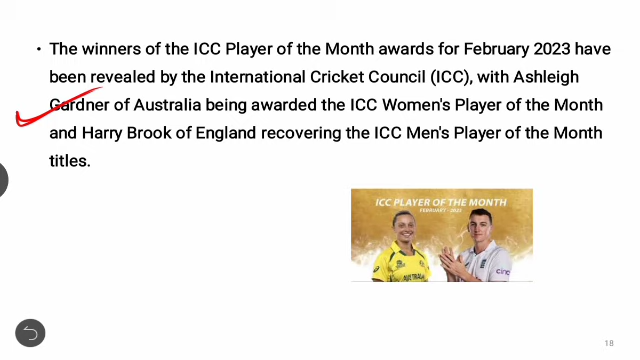 • The winners of the ICC Player of the Month awards for February 2023 have
been revealed by the International Cricket Council (ICC), with Ashleigh
Gardner of Australia being awarded the ICC Women's Player of the Month
and Harry Brook of England recovering the ICC Men's Player of the Month
titles.
ICC PLAYER OF THE MONTH
FEBRUARY - 2023
AUSTRALIA
cinch
18